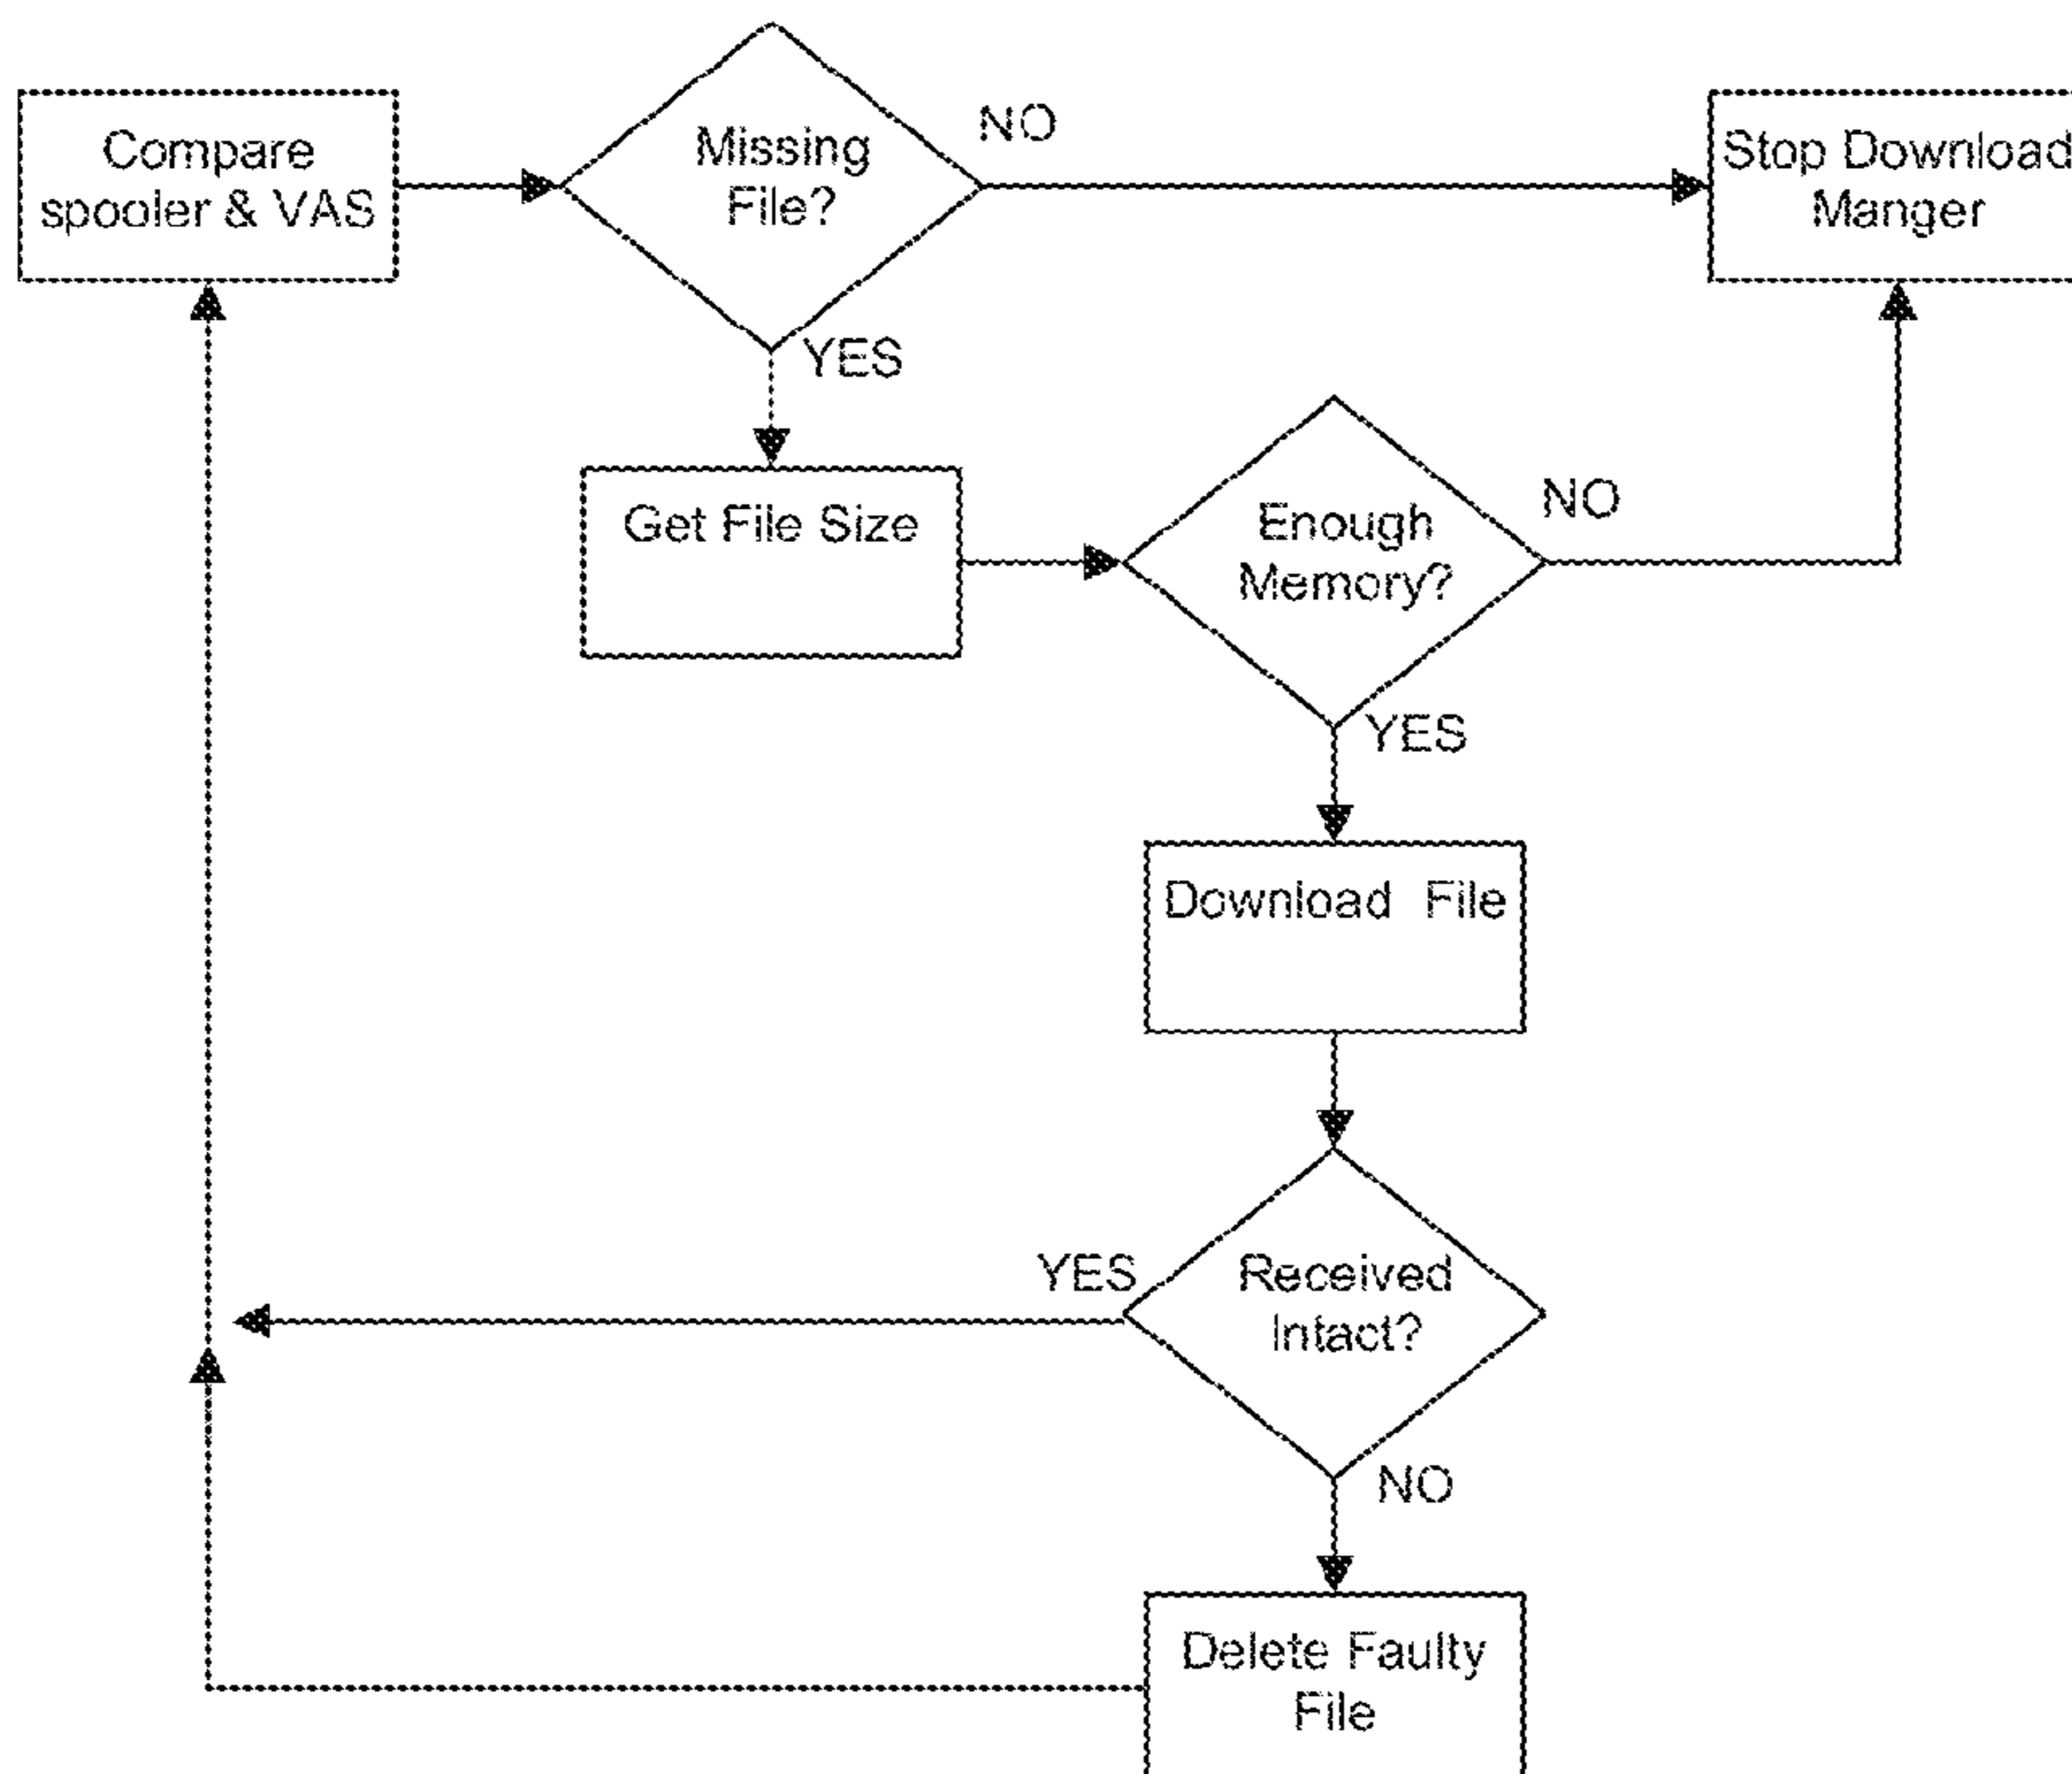 Compare
spooler & VAS
Missing
File?
NO
Stop Download
Manger
YES
Get File Size
Enough
Memory?
NO
YES
Download File
YES
Received
Intact?
NO
Delete Faulty
File